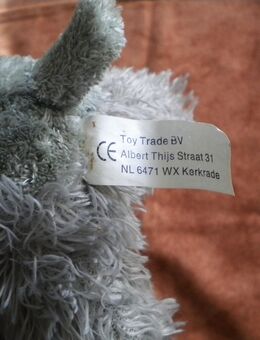 CE
Toy Trade BV
Albert Thijs Straat 31
NL 6471 WX Kerkrade